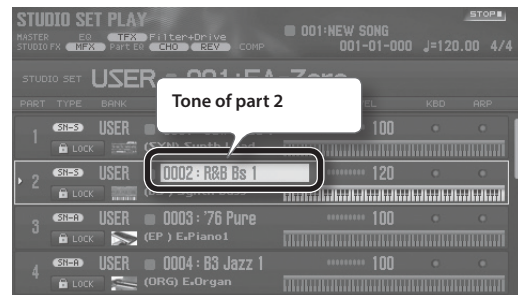 STUDIO SET PLAY
STOP
MASTER EQ TFX Filter+Drive
STUDIO FX MFX Part EQ CHO REV COMP
001:NEW SONG
001-01-000 ♩=120.00 4/4
STUDIO SET USER
PART TYPE BANK KBD ARP
Tone of part 2
1 SN-S USER 100
LOCK
2 SN-S USER 0002:R&B Bs 1 120
LOCK
3 SN-A USER 0003:'76 Pure 100
LOCK (EP ) E.Piano1
4 SN-A USER 0004:B3 Jazz 1 100
LOCK (ORG) E.Organ